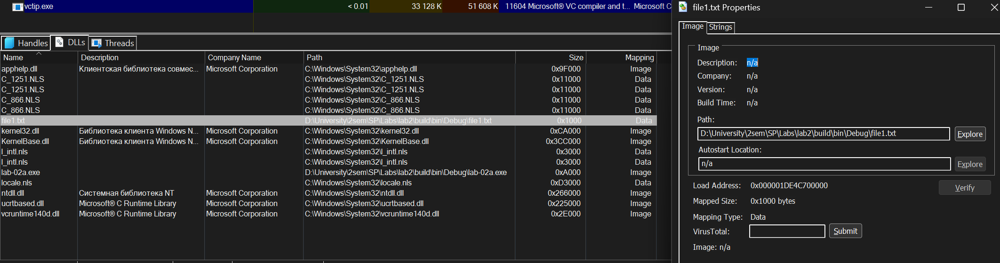 vctip.exe < 0.01 33 128 K 51 608 K 11604 Microsoft® VC compiler and t... Microsoft C
Handles DLLs Threads
Name Description Company Name Path Size Mapping
apphelp.dll Клиентская библиотека совмес... Microsoft Corporation C:\Windows\System32\apphelp.dll 0x9F000 Image
C_1251.NLS C:\Windows\System32\C_1251.NLS 0x11000 Data
C_1251.NLS C:\Windows\System32\C_1251.NLS 0x11000 Data
C_866.NLS C:\Windows\System32\C_866.NLS 0x11000 Data
C_866.NLS C:\Windows\System32\C_866.NLS 0x11000 Data
file1.txt D:\University\2sem\SP\Labs\lab2\build\bin\Debug\file1.txt 0x1000 Data
kernel32.dll Библиотека клиента Windows N... Microsoft Corporation C:\Windows\System32\kernel32.dll 0xCA000 Image
KernelBase.dll Библиотека клиента Windows N... Microsoft Corporation C:\Windows\System32\KernelBase.dll 0x3CC000 Image
l_intl.nls C:\Windows\System32\l_intl.nls 0x3000 Data
l_intl.nls C:\Windows\System32\l_intl.nls 0x3000 Data
lab-02a.exe D:\University\2sem\SP\Labs\lab2\build\bin\Debug\lab-02a.exe 0xA000 Image
locale.nls C:\Windows\System32\locale.nls 0xD3000 Data
ntdll.dll Системная библиотека NT Microsoft Corporation C:\Windows\System32\ntdll.dll 0x266000 Image
ucrtbased.dll Microsoft® C Runtime Library Microsoft Corporation C:\Windows\System32\ucrtbased.dll 0x225000 Image
vcruntime140d.dll Microsoft® C Runtime Library Microsoft Corporation C:\Windows\System32\vcruntime140d.dll 0x2E000 Image
file1.txt Properties
Image Strings
Image
Description: n/a
Company: n/a
Version: n/a
Build Time: n/a
Path:
D:\University\2sem\SP\Labs\lab2\build\bin\Debug\file1.txt Explore
Autostart Location:
n/a Explore
Load Address: 0x000001DE4C700000 Verify
Mapped Size: 0x1000 bytes
Mapping Type: Data
VirusTotal: Submit
Image: n/a